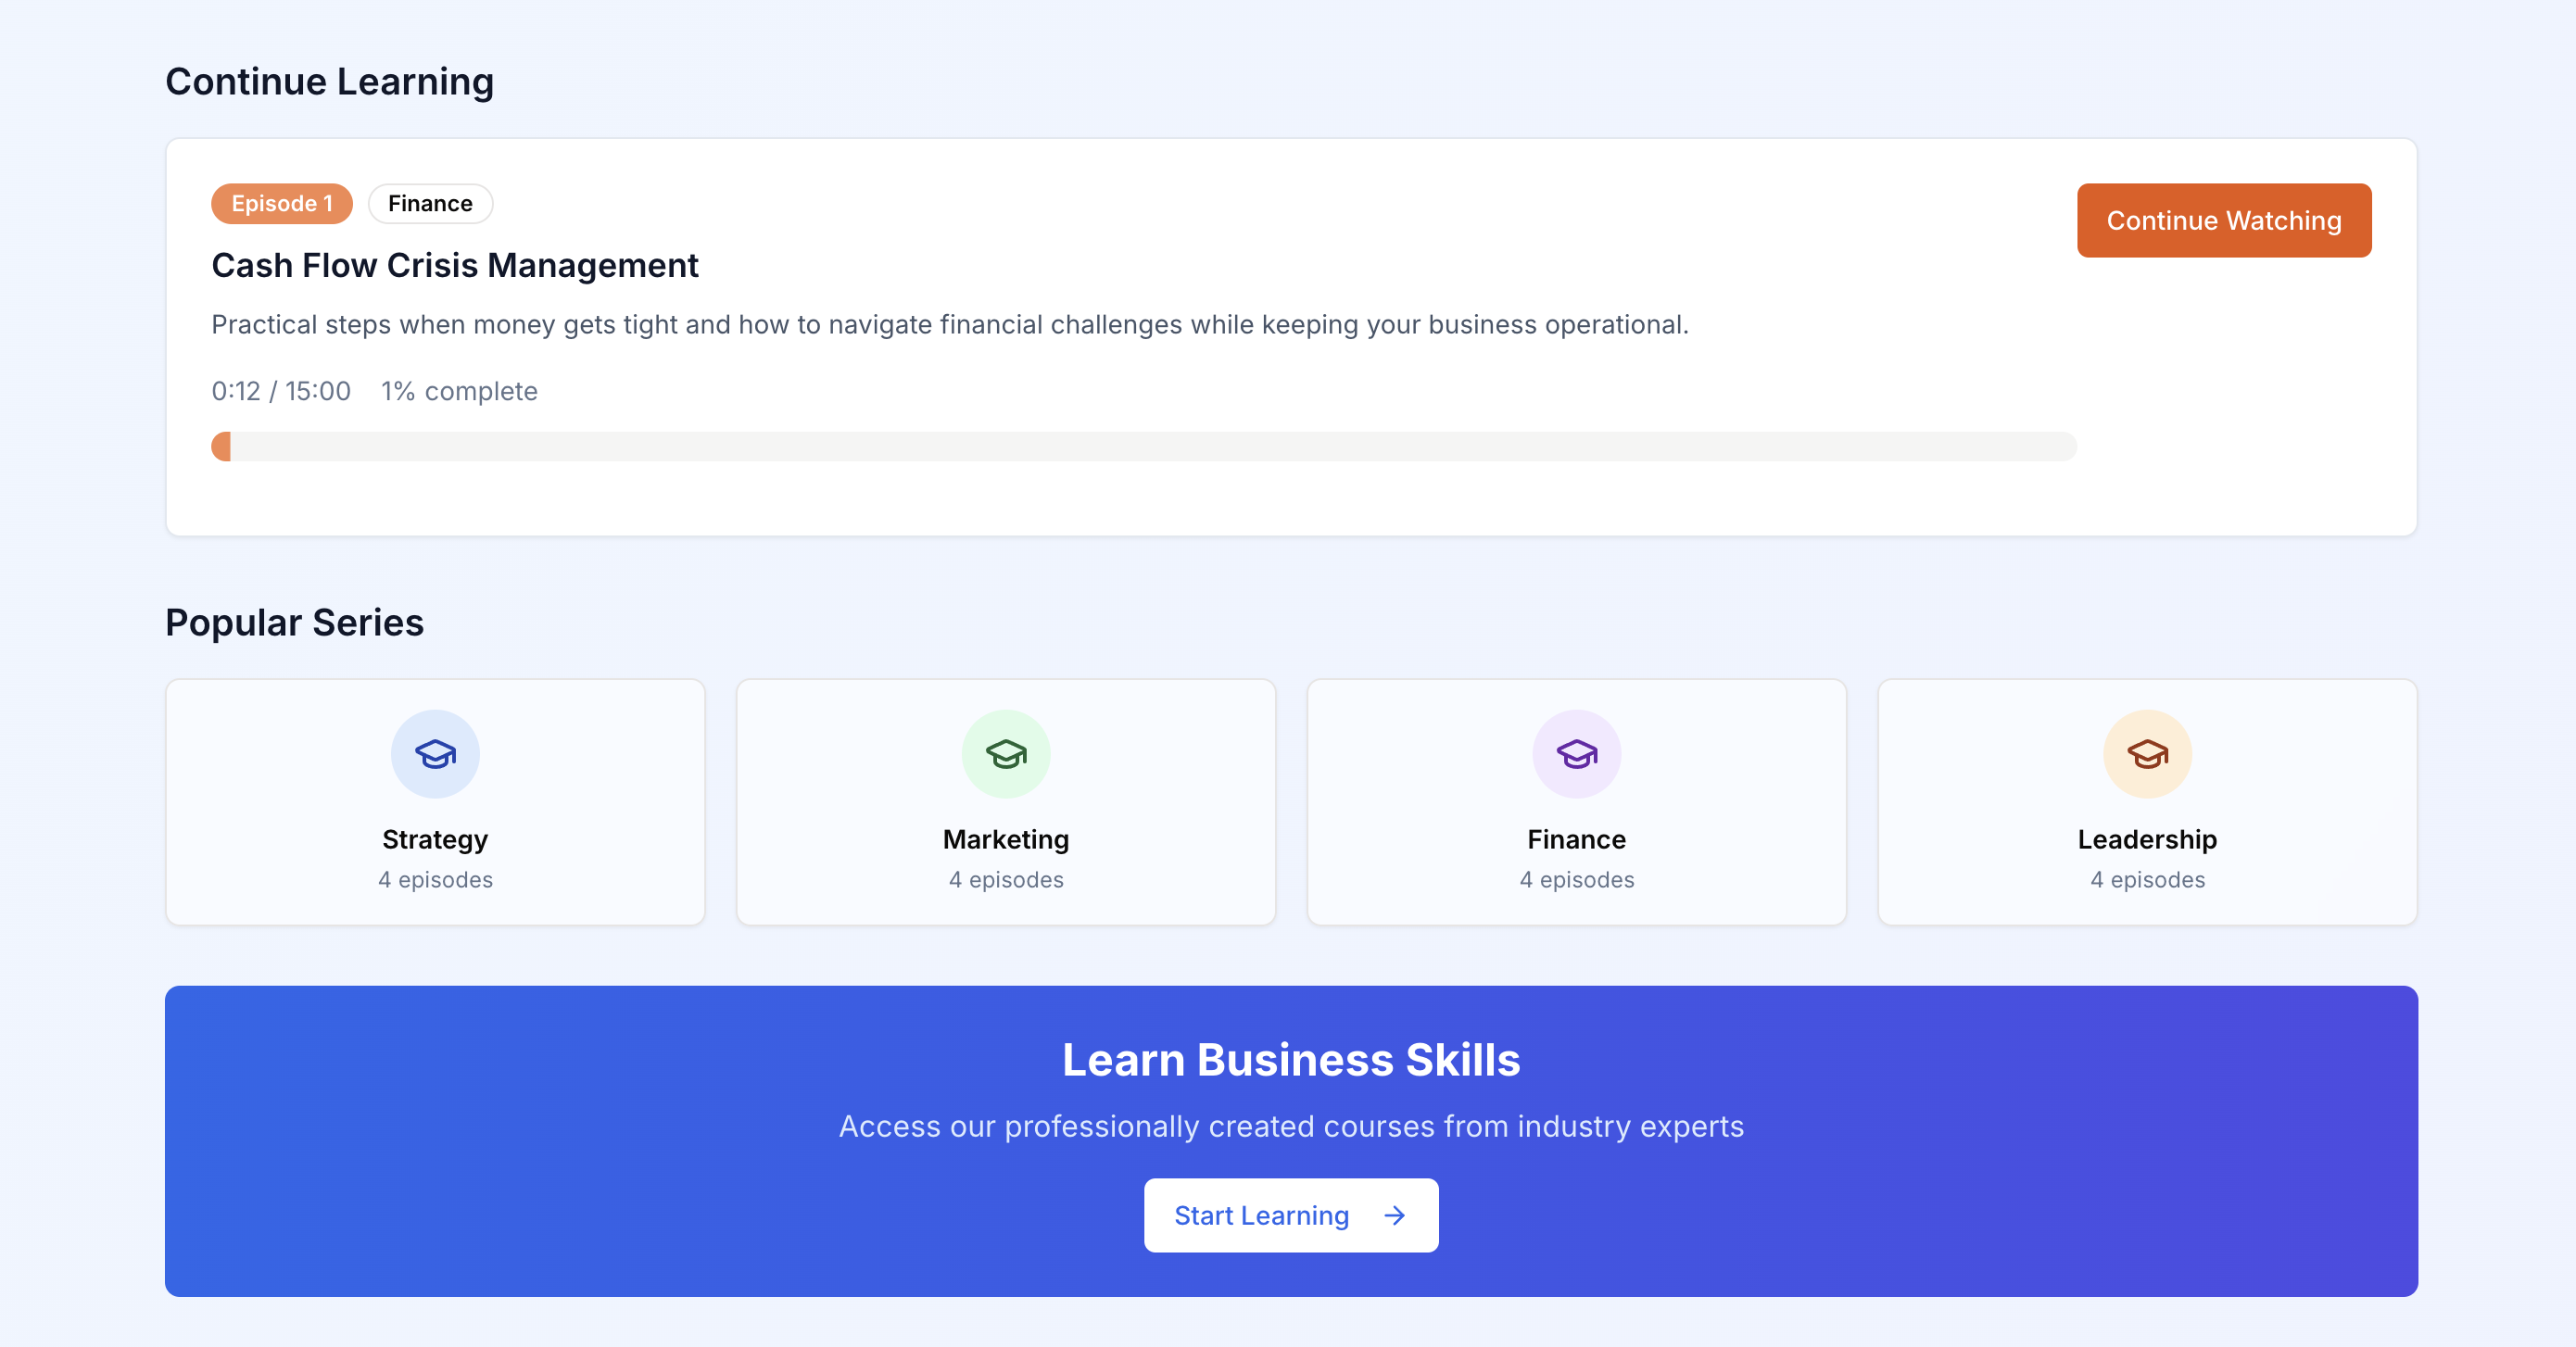 Continue Learning
Episode 1
Finance
Continue Watching
Cash Flow Crisis Management
Practical steps when money gets tight and how to navigate financial challenges while keeping your business operational.
0:12 / 15:00 1% complete
Popular Series
Strategy
4 episodes
Marketing
4 episodes
Finance
4 episodes
Leadership
4 episodes
Learn Business Skills
Access our professionally created courses from industry experts
Start Learning